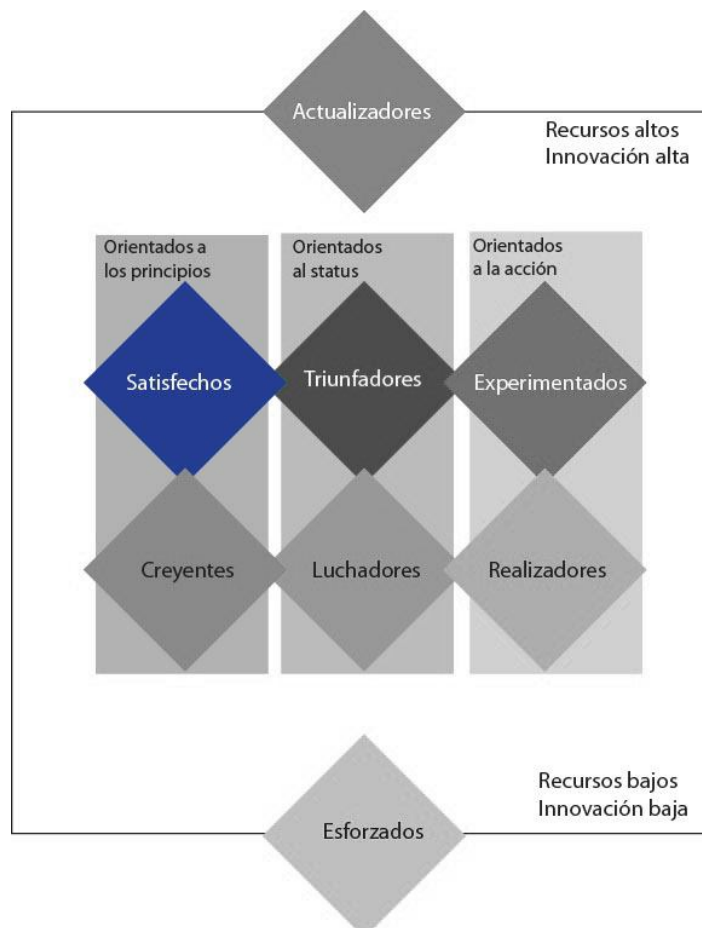 Actualizadores
Recursos altos
Innovación alta
Orientados a
los principios
Orientados
al status
Orientados
a la acción
Satisfechos
Triunfadores
Experimentados
Creyentes
Luchadores
Realizadores
Recursos bajos
Innovación baja
Esforzados